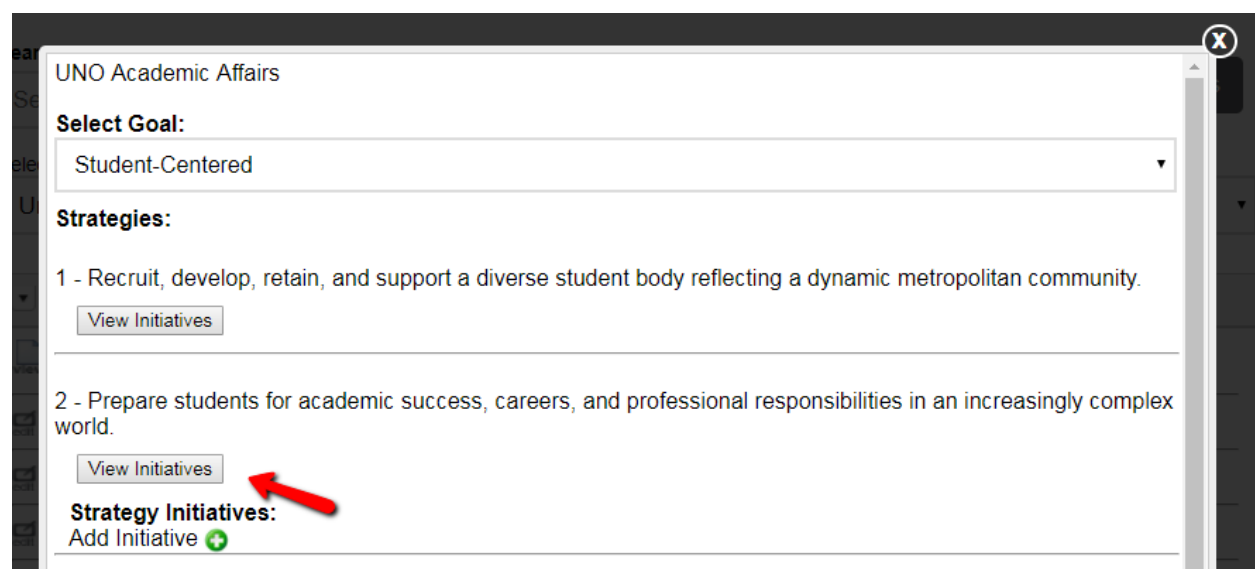 UNO Academic Affairs
Select Goal:
Student-Centered
Strategies:
1 - Recruit, develop, retain, and support a diverse student body reflecting a dynamic metropolitan community.
View Initiatives
2 - Prepare students for academic success, careers, and professional responsibilities in an increasingly complex
world.
View Initiatives
Strategy Initiatives:
Add Initiative